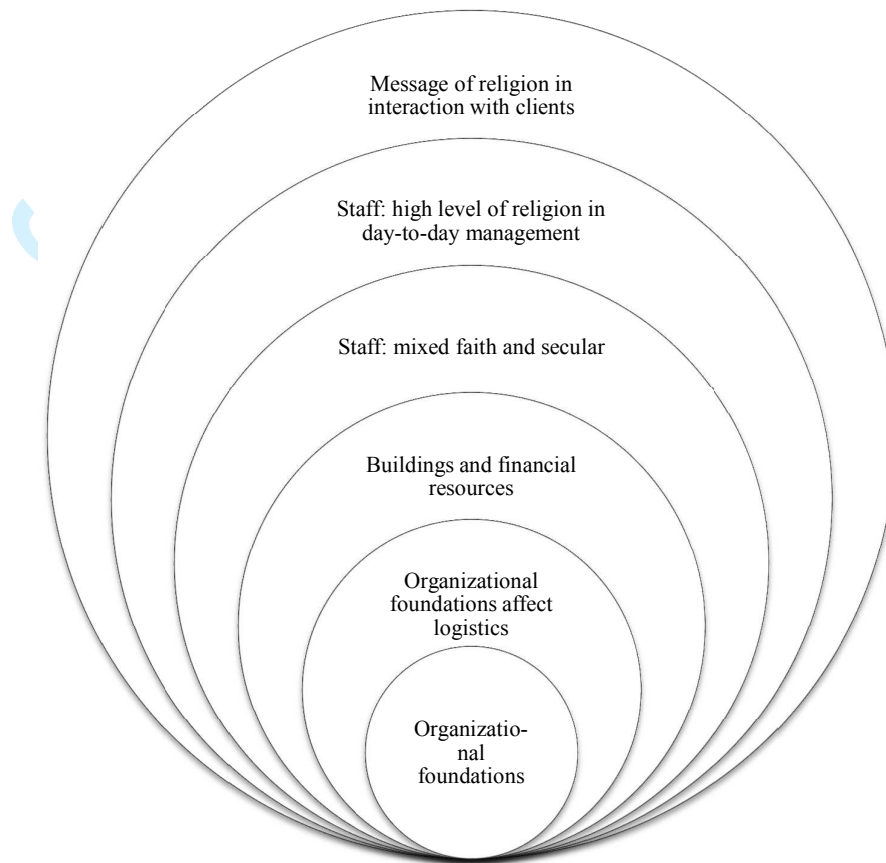 Message of religion in
interaction with clients
Staff: high level of religion in
day-to-day management
Staff: mixed faith and secular
Buildings and financial
resources
Organizational
foundations affect
logistics
Organizatio-
nal
foundations